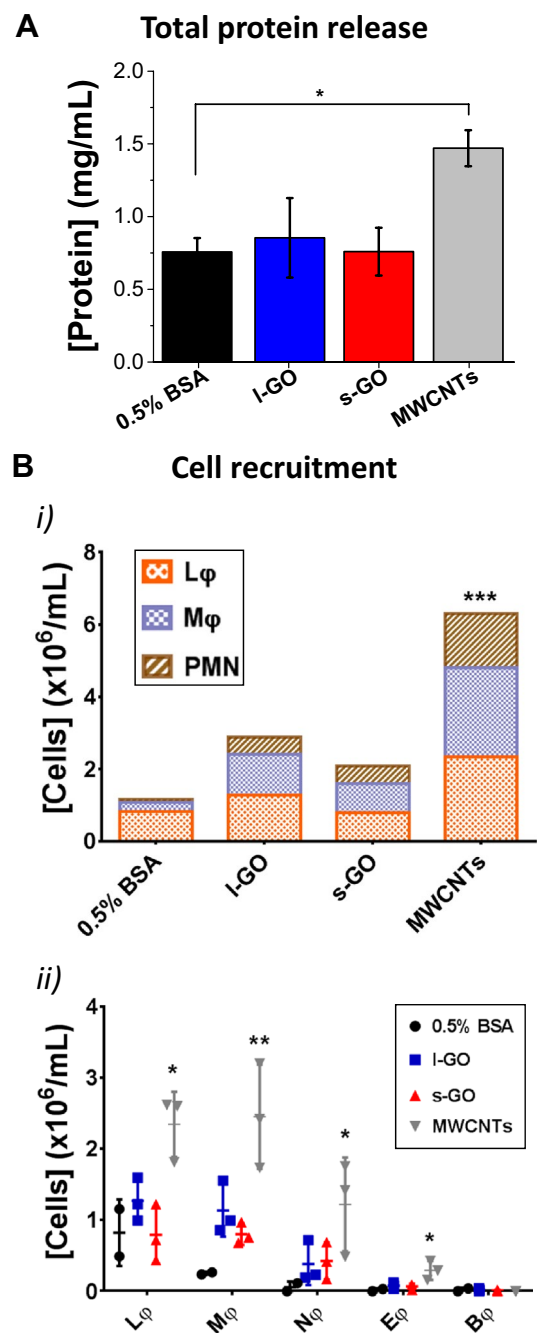 A Total protein release
[Protein] (mg/mL)
2.0
1.5
1.0
0.5
0.0
*
0.5% BSA
l-GO
s-GO
MWCNTs
B Cell recruitment
i)
[Cells] (x10⁶/mL)
8
6
4
2
0
Lφ
Mφ
PMN
***
0.5% BSA
l-GO
s-GO
MWCNTs
ii)
[Cells] (x10⁶/mL)
4
3
2
1
0
0.5% BSA
l-GO
s-GO
MWCNTs
*
**
*
*
Lφ
Mφ
Nφ
Eφ
Bφ